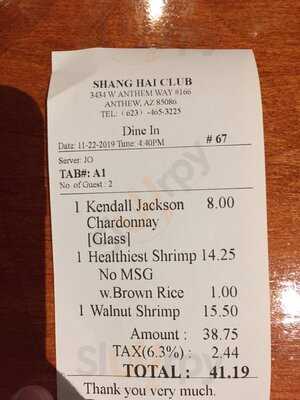 SHANG HAI CLUB
3434 W ANTHEM WAY #166
ANTHEW, AZ 85086
TEL: ( 623) -465-3225
Dine In
Date: 11-22-2019 Time: 4:40PM # 67
Server: JO
TAB#: A1
No. of Guest : 2
1 Kendall Jackson 8.00
Chardonnay
[Glass]
1 Healthiest Shrimp 14.25
No MSG
w.Brown Rice 1.00
1 Walnut Shrimp 15.50
Amount : 38.75
TAX(6.3%) : 2.44
TOTAL : 41.19
Thank you very much.